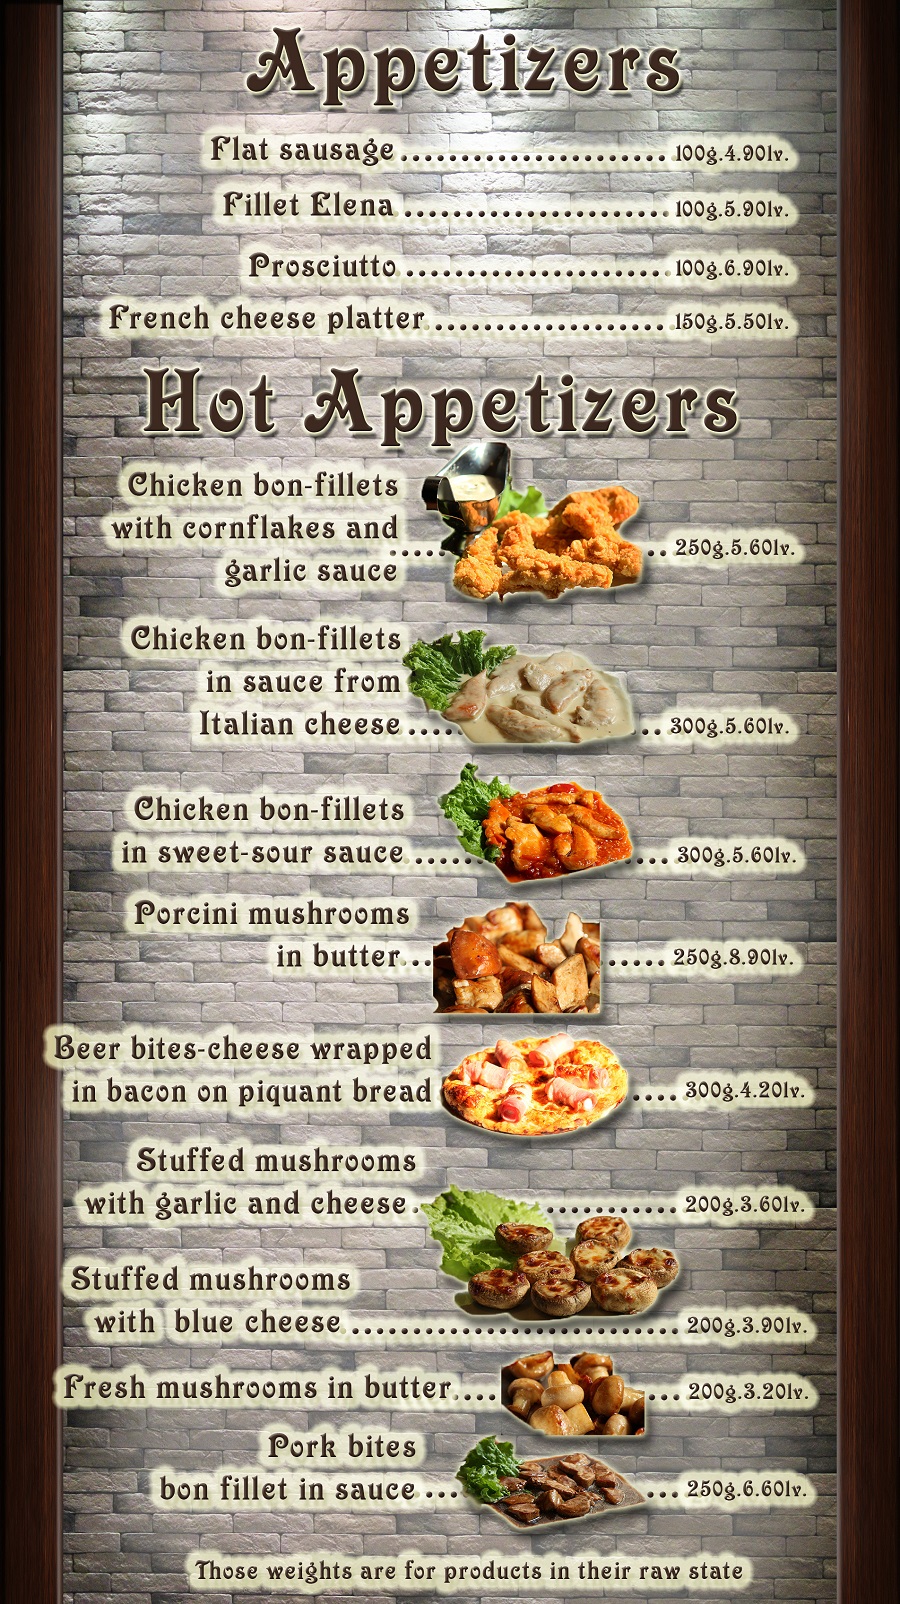 Appetizers
Flat sausage......................100g.4.90lv.
Fillet Elena......................100g.5.90lv.
Prosciutto......................100g.6.90lv.
French cheese platter....................150g.5.50lv.
Hot Appetizers
Chicken bon-fillets
with cornflakes and
garlic sauce ..... ..250g.5.60lv.
Chicken bon-fillets
in sauce from
Italian cheese..... ...300g.5.60lv.
Chicken bon-fillets
in sweet-sour sauce...... ...300g.5.60lv.
Porcini mushrooms
in butter... .....250g.8.90lv.
Beer bites-cheese wrapped
in bacon on piquant bread ....300g.4.20lv.
Stuffed mushrooms
with garlic and cheese. ...........200g.3.60lv.
Stuffed mushrooms
with blue cheese............................200g.3.90lv.
Fresh mushrooms in butter.... ...200g.3.20lv.
Pork bites
bon fillet in sauce ... ...250g.6.60lv.
Those weights are for products in their raw state